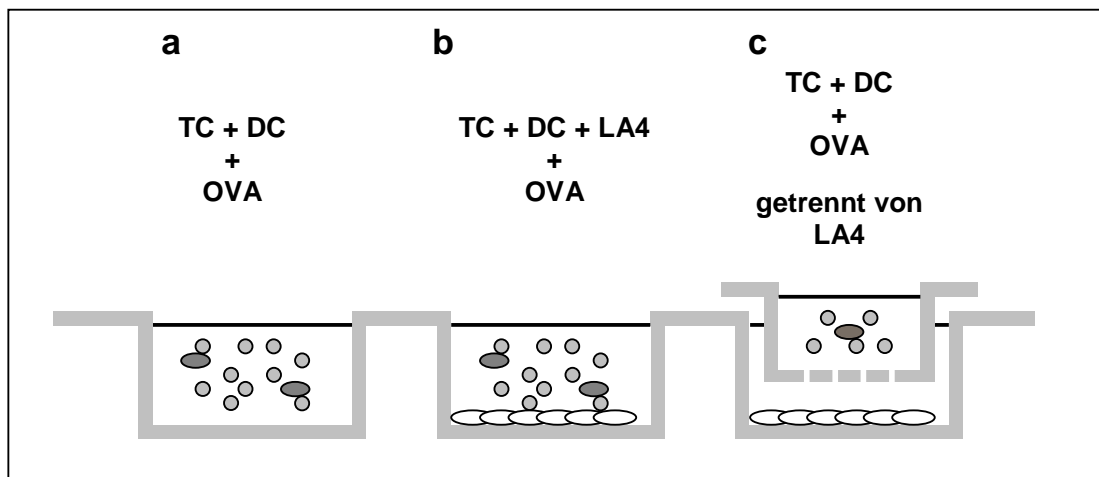 a
TC + DC
+
OVA
b
TC + DC + LA4
+
OVA
c
TC + DC
+
OVA
getrennt von
LA4